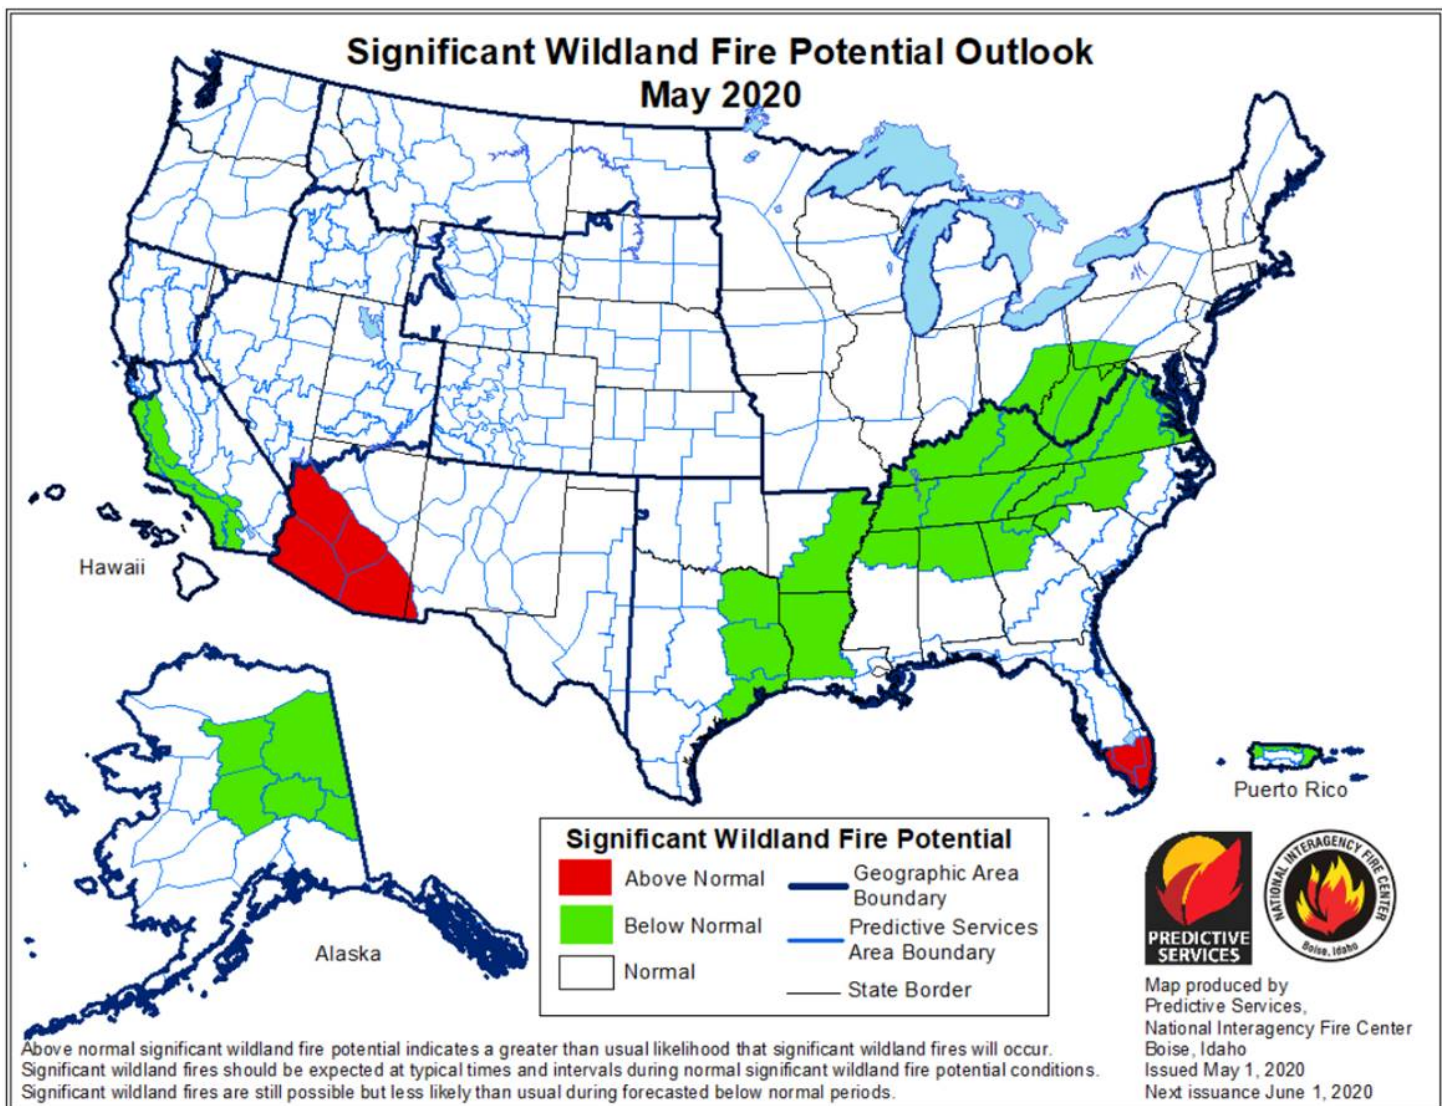 Significant Wildland Fire Potential Outlook
May 2020
Hawaii
Alaska
Puerto Rico
Significant Wildland Fire Potential
Above Normal
Below Normal
Normal
Geographic Area
Boundary
Predictive Services
Area Boundary
State Border
PREDICTIVE
SERVICES
NATIONAL INTERAGENCY FIRE CENTER
Boise, Idaho
Map produced by
Predictive Services,
National Interagency Fire Center
Boise, Idaho
Issued May 1, 2020
Next issuance June 1, 2020
Above normal significant wildland fire potential indicates a greater than usual likelihood that significant wildland fires will occur.
Significant wildland fires should be expected at typical times and intervals during normal significant wildland fire potential conditions.
Significant wildland fires are still possible but less likely than usual during forecasted below normal periods.